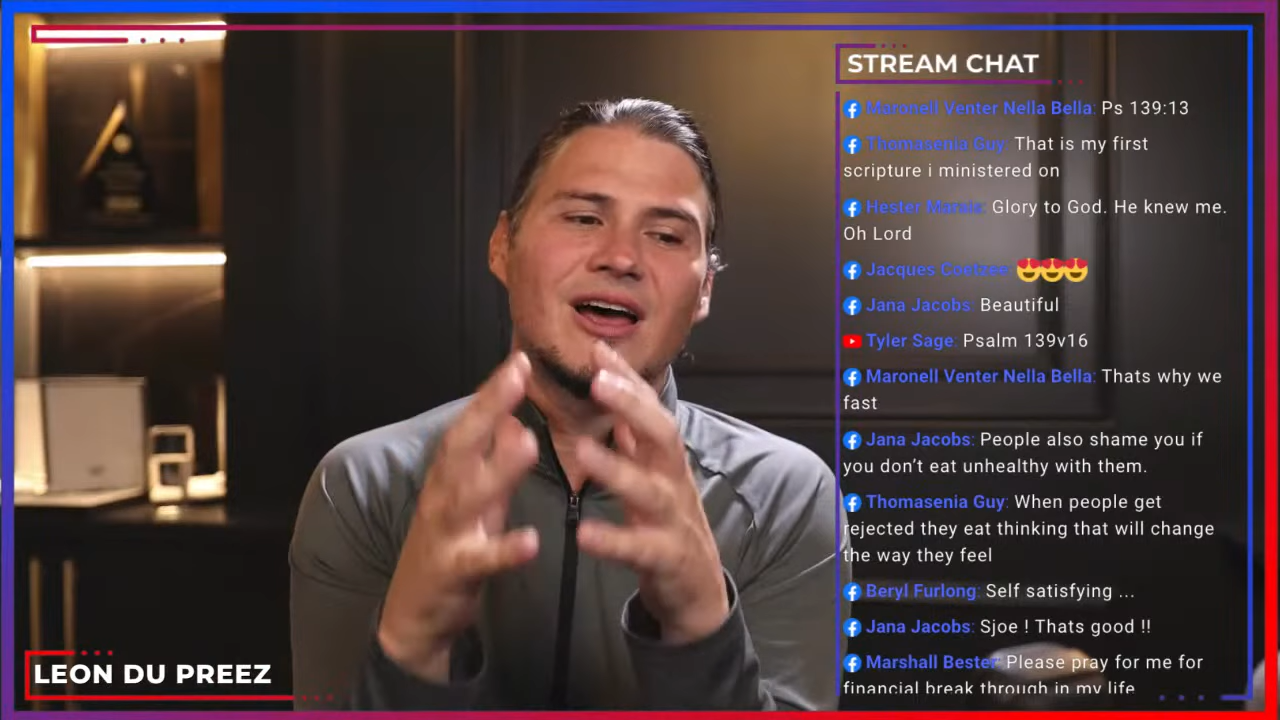 STREAM CHAT
Maronell Venter Nella Bella: Ps 139:13
Thomasenia Guy: That is my first
scripture i ministered on
Hester Marais: Glory to God. He knew me.
Oh Lord
Jacques Coetzee: 😍😍😍
Jana Jacobs: Beautiful
Tyler Sage: Psalm 139v16
Maronell Venter Nella Bella: Thats why we
fast
Jana Jacobs: People also shame you if
you don’t eat unhealthy with them.
Thomasenia Guy: When people get
rejected they eat thinking that will change
the way they feel
Beryl Furlong: Self satisfying ...
Jana Jacobs: Sjoe ! Thats good !!
Marshall Bester: Please pray for me for
financial break through in my life
LEON DU PREEZ